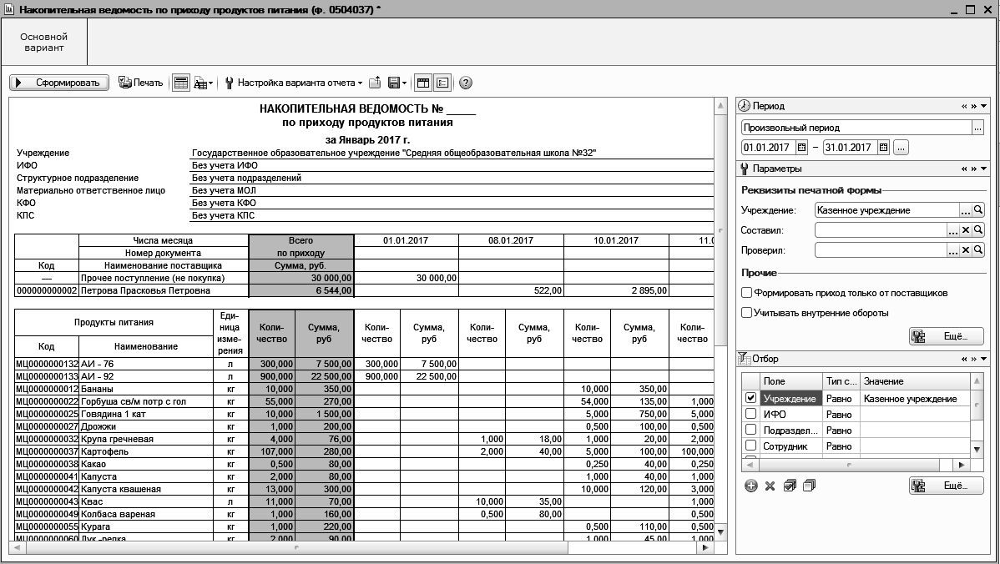 Накопительная ведомость по приходу продуктов питания (ф. 0504037) *
Основной
вариант
Сформировать Печать Настройка варианта отчета
НАКОПИТЕЛЬНАЯ ВЕДОМОСТЬ № _____
по приходу продуктов питания
за Январь 2017 г.
Учреждение Государственное образовательное учреждение "Средняя общеобразовательная школа №32"
ИФО Без учета ИФО
Структурное подразделение Без учета подразделений
Материально ответственное лицо Без учета МОЛ
КФО Без учета КФО
КПС Без учета КПС
Числа месяца Всего 01.01.2017 08.01.2017 10.01.2017 11.0
Номер документа по приходу
Код Наименование поставщика Сумма, руб.
---- Прочее поступление (не покупка) 30 000,00 30 000,00
000000000002 Петрова Прасковья Петровна 6 544,00 522,00 2 895,00
Продукты питания Еди-ница изме-рения Коли-чество Сумма, руб Коли-чество Сумма, руб Коли-чество Сумма, руб Коли-чество Сумма, руб Коли-чество
Код Наименование
МЦ0000000132 АИ - 76 л 300,000 7 500,00 300,000 7 500,00
МЦ0000000133 АИ - 92 л 900,000 22 500,00 900,000 22 500,00
МЦ0000000012 Бананы кг 10,000 350,00 10,000 350,00
МЦ0000000022 Горбуша св/м потр с гол кг 55,000 270,00 54,000 135,00 1,000
МЦ0000000025 Говядина 1 кат кг 10,000 1 500,00 5,000 750,00 5,000
МЦ0000000027 Дрожжи кг 1,000 200,00 0,500 100,00 0,500
МЦ0000000032 Крупа гречневая кг 4,000 76,00 1,000 18,00 1,000 20,00 2,000
МЦ0000000037 Картофель кг 107,000 280,00 2,000 40,00 5,000 100,00 100,000
МЦ0000000038 Какао кг 0,500 80,00 0,250 40,00 0,250
МЦ0000000041 Капуста кг 2,000 80,00 1,000 40,00 1,000
МЦ0000000042 Капуста квашеная кг 13,000 300,00 10,000 120,00 3,000
МЦ0000000043 Квас л 11,000 70,00 10,000 35,00 1,000
МЦ0000000049 Колбаса вареная кг 1,000 160,00 0,500 80,00 0,500
МЦ0000000055 Курага кг 1,000 220,00 0,500 110,00 0,500
МЦ0000000060 Лук -репка кг 2,000 90,00 1,000 45,00 1,000
Период
Произвольный период ...
01.01.2017 – 31.01.2017 ...
Параметры
Реквизиты печатной формы
Учреждение: Казенное учреждение ...
Составил: ...
Проверил: ...
Прочие
Формировать приход только от поставщиков
Учитывать внутренние обороты
Ещё...
Отбор
Поле Тип с... Значение
Учреждение Равно Казенное учреждение
ИФО Равно
Подраздел... Равно
Сотрудник Равно
Ещё...